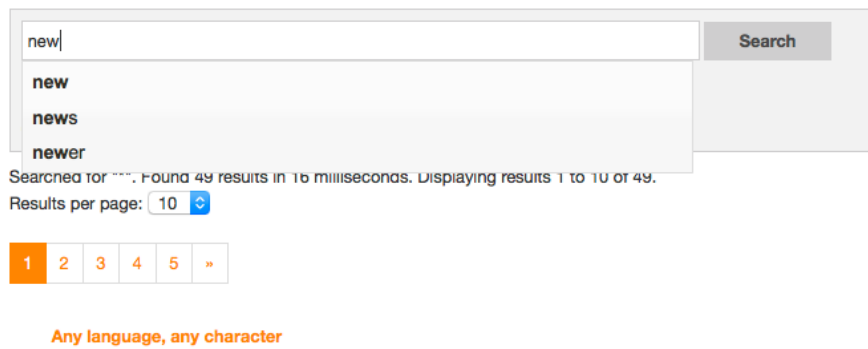 new
Search
new
news
newer
Searched for "*". Found 49 results in 16 milliseconds. Displaying results 1 to 10 of 49.
Results per page: 10
1 2 3 4 5 »
Any language, any character